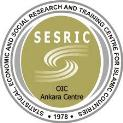 STATISTICAL ECONOMIC AND SOCIAL RESEARCH AND TRAINING CENTRE FOR ISLAMIC COUNTRIES
SESRIC
OIC
Ankara Centre
• 1978 •